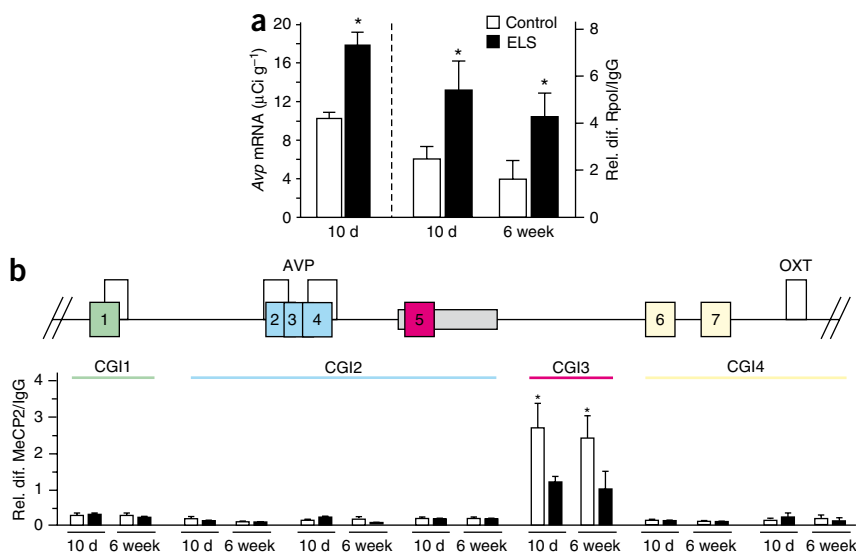 a
20
16
12
8
4
0
Avp mRNA (μCi g⁻¹)
*
*
*
Control
ELS
8
6
4
2
0
Rel. dif. Rpol/IgG
10 d
10 d
6 week
b
AVP
OXT
1
2
3
4
5
6
7
CGI1
CGI2
CGI3
CGI4
4
3
2
1
0
Rel. dif. MeCP2/IgG
*
*
10 d 6 week 10 d 6 week 10 d 6 week 10 d 6 week 10 d 6 week 10 d 6 week 10 d 6 week